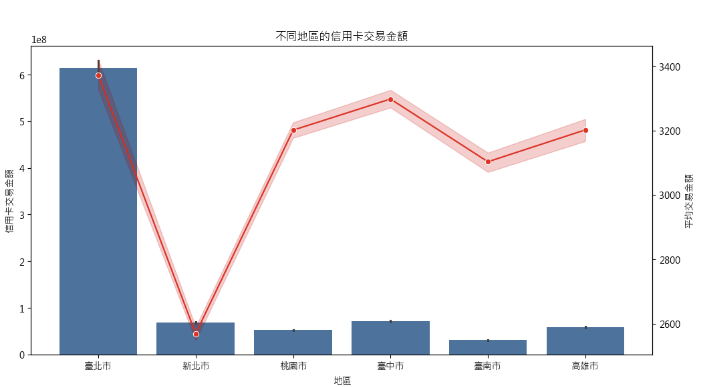 不同地區的信用卡交易金額
1e8
6
5
4
3
2
1
0
信用卡交易金額
3400
3200
3000
2800
2600
平均交易金額
臺北市 新北市 桃園市 臺中市 臺南市 高雄市
地區